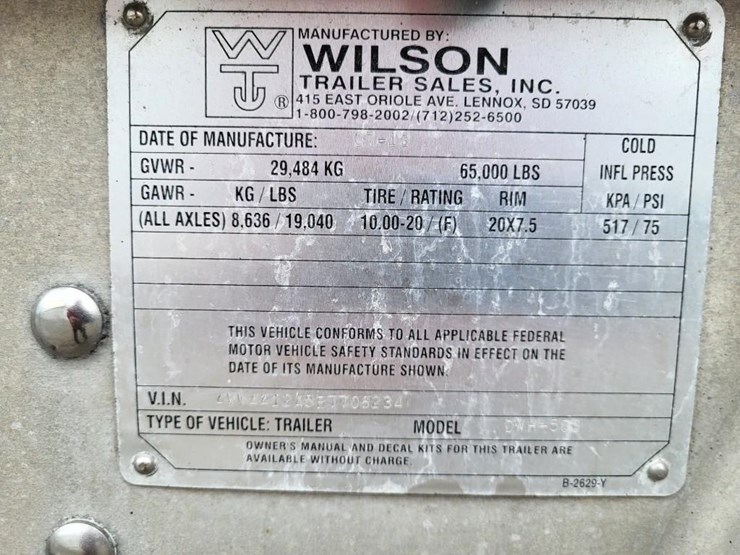 W
T
®
MANUFACTURED BY:
WILSON
TRAILER SALES, INC.
415 EAST ORIOLE AVE. LENNOX, SD 57039
1-800-798-2002/(712)252-6500
DATE OF MANUFACTURE:
COLD
GVWR - 29,484 KG 65,000 LBS INFL PRESS
GAWR - KG / LBS TIRE / RATING RIM KPA / PSI
(ALL AXLES) 8,636 / 19,040 10.00-20 / (F) 20X7.5 517 / 75
THIS VEHICLE CONFORMS TO ALL APPLICABLE FEDERAL
MOTOR VEHICLE SAFETY STANDARDS IN EFFECT ON THE
DATE OF ITS MANUFACTURE SHOWN.
V.I.N.
TYPE OF VEHICLE: TRAILER MODEL
OWNER'S MANUAL AND DECAL KITS FOR THIS TRAILER ARE
AVAILABLE WITHOUT CHARGE.
B-2629-Y